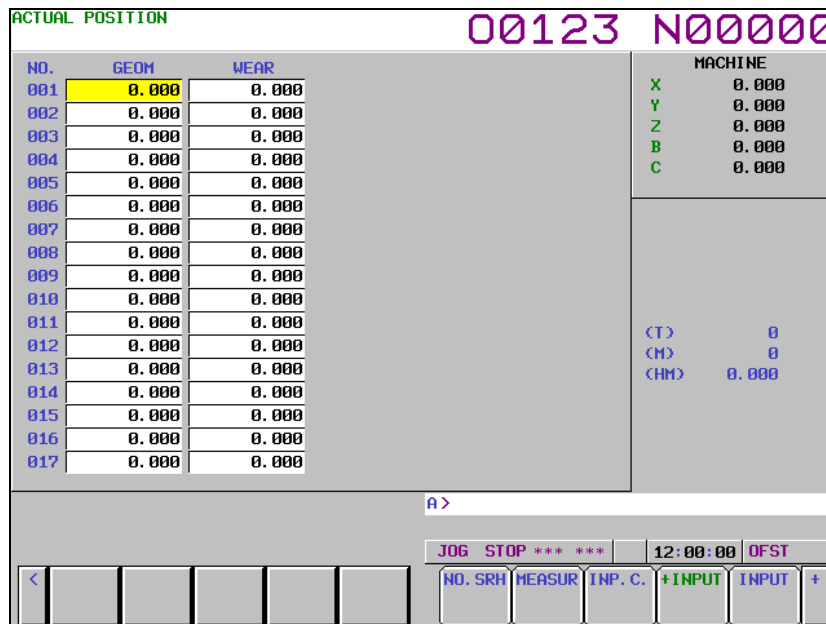 ACTUAL POSITION
O0123 N00000
NO. GEOM WEAR
001 0.000 0.000
002 0.000 0.000
003 0.000 0.000
004 0.000 0.000
005 0.000 0.000
006 0.000 0.000
007 0.000 0.000
008 0.000 0.000
009 0.000 0.000
010 0.000 0.000
011 0.000 0.000
012 0.000 0.000
013 0.000 0.000
014 0.000 0.000
015 0.000 0.000
016 0.000 0.000
017 0.000 0.000
MACHINE
X 0.000
Y 0.000
Z 0.000
B 0.000
C 0.000
(T) 0
(M) 0
(HM) 0.000
A>
JOG STOP *** *** 12:00:00 OFST
< NO.SRH MEASUR INP.C. +INPUT INPUT +